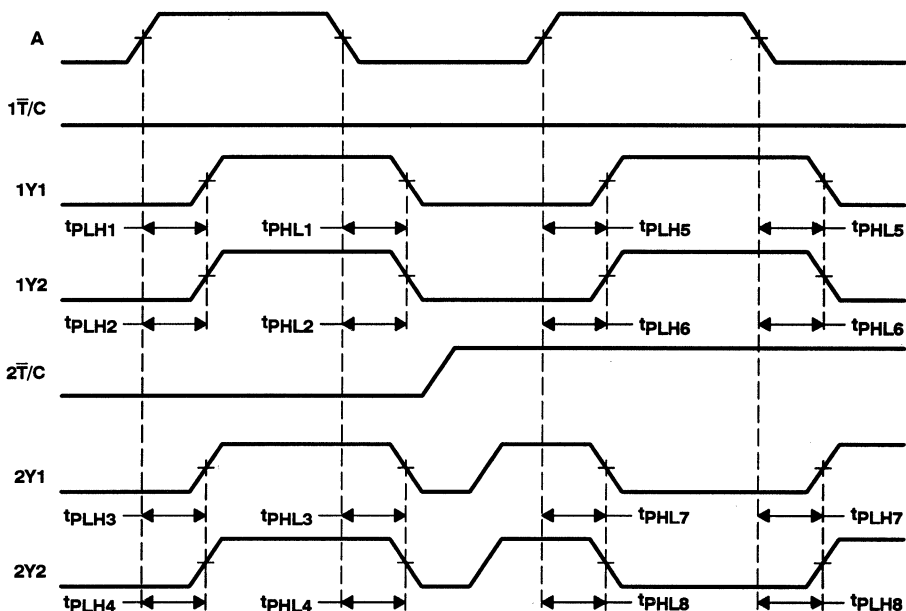 A
1T̅/C
1Y1
tPLH1 tPHL1 tPLH5 tPHL5
1Y2
tPLH2 tPHL2 tPLH6 tPHL6
2T̅/C
2Y1
tPLH3 tPHL3 tPHL7 tPLH7
2Y2
tPLH4 tPHL4 tPHL8 tPLH8